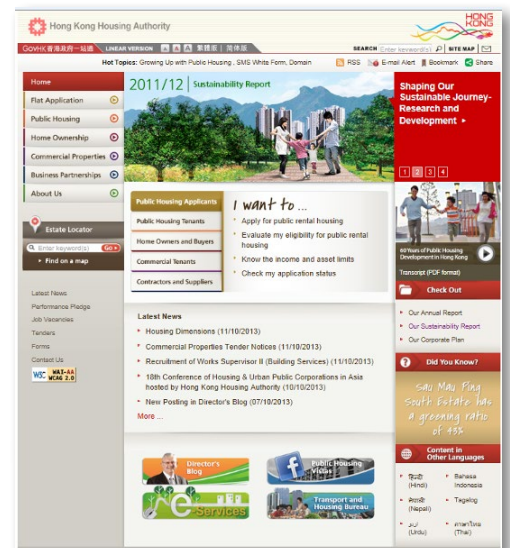 Hong Kong Housing Authority
HONG KONG
GOVHK 香港政府一站通 LINEAR VERSION A A A 繁體版 | 简体版 SEARCH Enter keyword(s) SITE MAP
Hot Topics: Growing Up with Public Housing , SMS White Form, Domain RSS E-mail Alert Bookmark Share
Home
Flat Application
Public Housing
Home Ownership
Commercial Properties
Business Partnerships
About Us
Estate Locator
Enter keyword(s) Go
Find on a map
Latest News
Performance Pledge
Job Vacancies
Tenders
Forms
Contact Us
W3C WAI-AA
WCAG 2.0
2011/12 Sustainability Report
Public Housing Applicants
Public Housing Tenants
Home Owners and Buyers
Commercial Tenants
Contractors and Suppliers
I want to ...
Apply for public rental housing
Evaluate my eligibility for public rental
housing
Know the income and asset limits
Check my application status
Latest News
Housing Dimensions (11/10/2013)
Commercial Properties Tender Notices (11/10/2013)
Recruitment of Works Supervisor II (Building Services) (11/10/2013)
18th Conference of Housing & Urban Public Corporations in Asia
hosted by Hong Kong Housing Authority (10/10/2013)
New Posting in Director's Blog (07/10/2013)
More ...
Director's
Blog
Public Housing
Vistas
e-Services
Transport and
Housing Bureau
Shaping Our
Sustainable Journey-
Research and
Development
1 2 3 4
60 Years of Public Housing
Development in Hong Kong
Transcript (PDF format)
Check Out
Our Annual Report
Our Sustainability Report
Our Corporate Plan
Did You Know?
Sau Mau Ping
South Estate has
a greening ratio
of 43%
Content in
Other Languages
हिन्दी
(Hindi)
Bahasa
Indonesia
नेपाली
(Nepali)
Tagalog
اردو
(Urdu)
ภาษาไทย
(Thai)